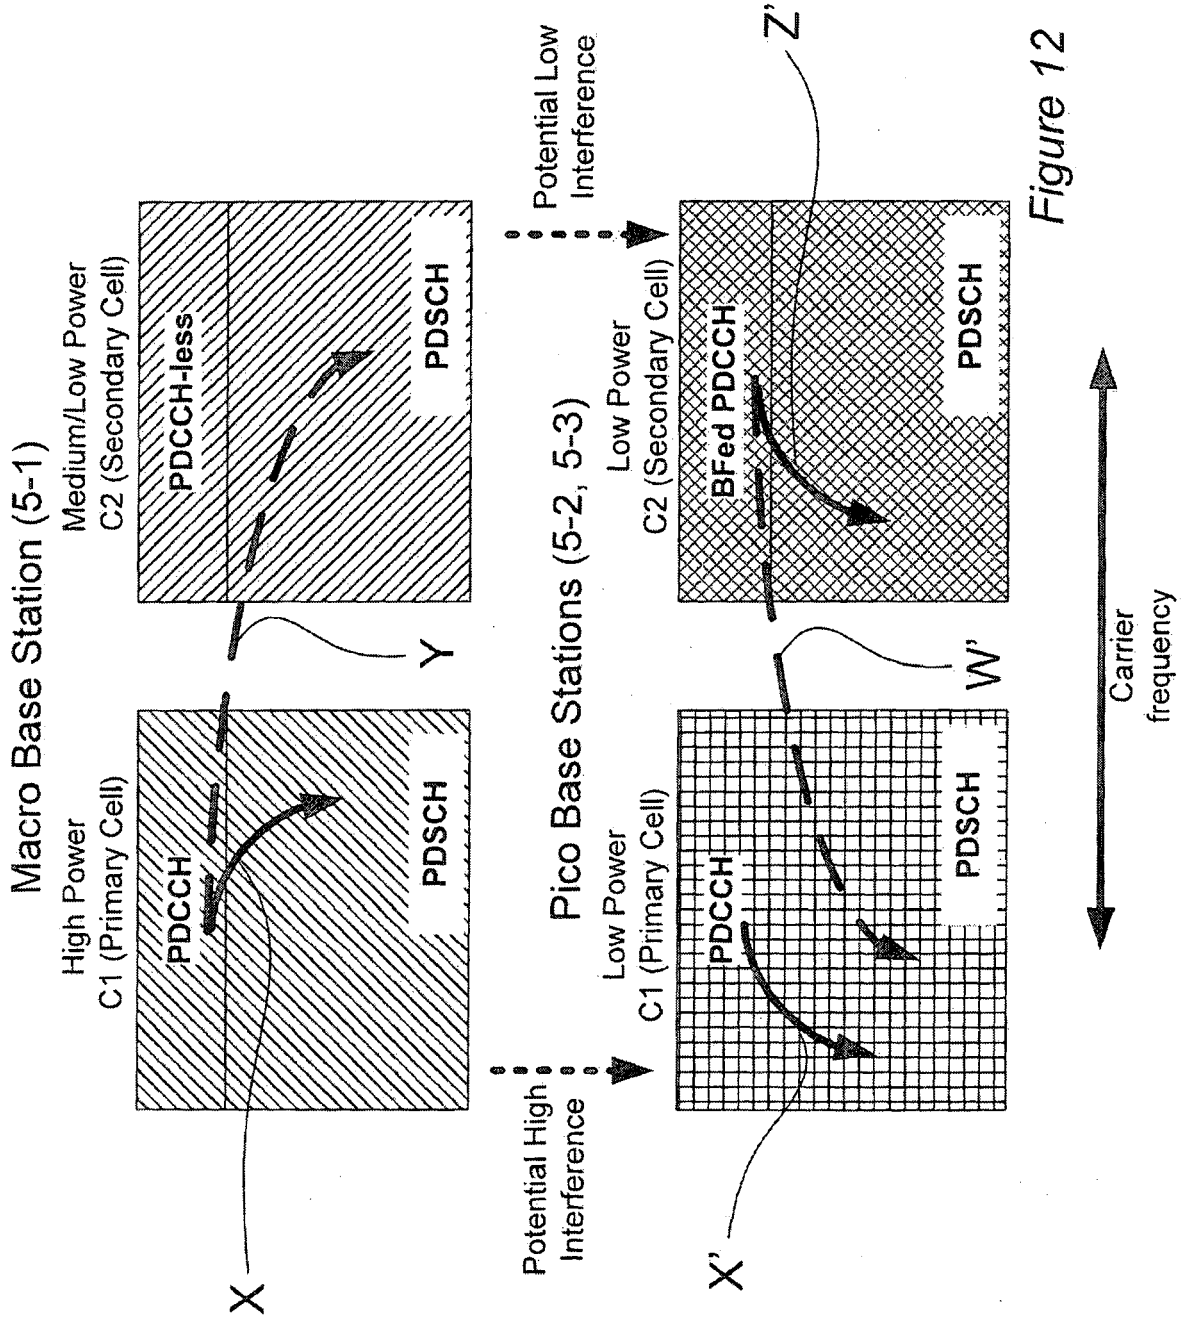 Macro Base Station (5-1)
High Power
C1 (Primary Cell)
Medium/Low Power
C2 (Secondary Cell)
PDCCH
PDCCH-less
X
Y
PDSCH
PDSCH
Potential High
Interference
Potential Low
Interference
Pico Base Stations (5-2, 5-3)
Low Power
C1 (Primary Cell)
Low Power
C2 (Secondary Cell)
X'
PDCCH
BFed PDCCH
Z'
W'
PDSCH
PDSCH
Carrier
frequency
Figure 12